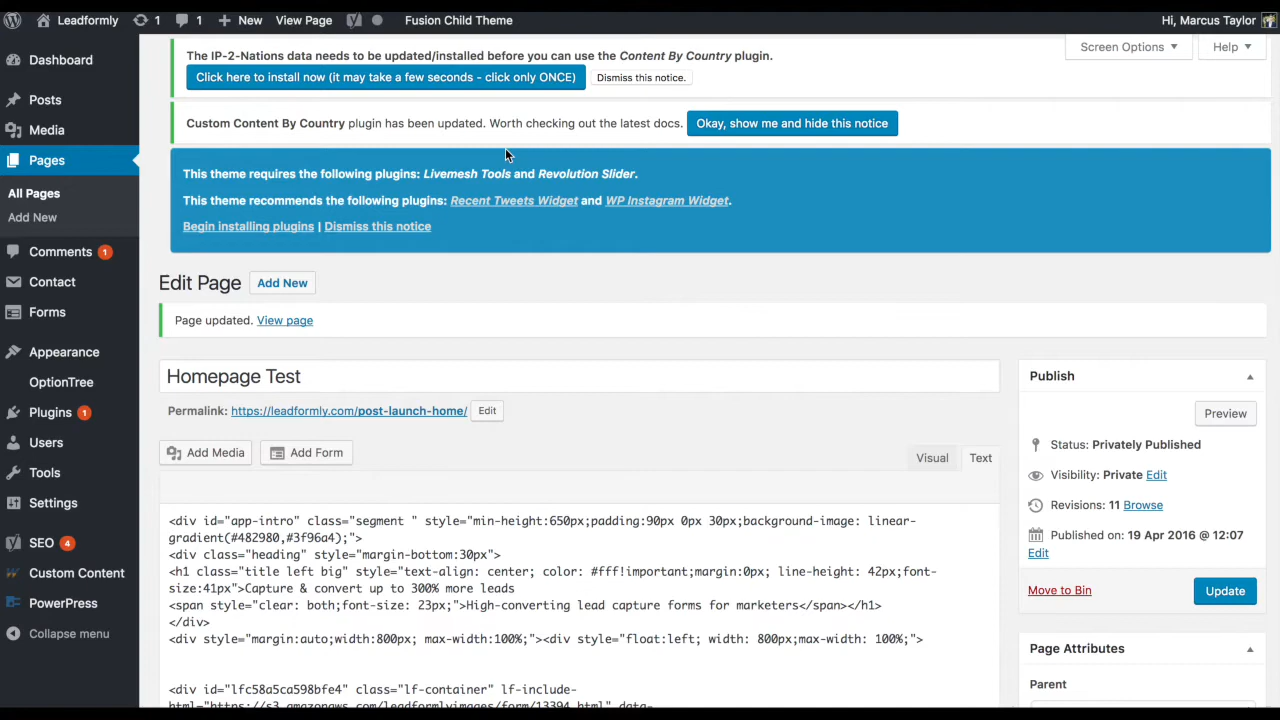 Leadformly 1 1 New View Page Fusion Child Theme Hi, Marcus Taylor
Dashboard
Posts
Media
Pages
All Pages
Add New
Comments 1
Contact
Forms
Appearance
OptionTree
Plugins 1
Users
Tools
Settings
SEO 4
Custom Content
PowerPress
Collapse menu
Screen Options Help
The IP-2-Nations data needs to be updated/installed before you can use the Content By Country plugin.
Click here to install now (it may take a few seconds - click only ONCE) Dismiss this notice.
Custom Content By Country plugin has been updated. Worth checking out the latest docs. Okay, show me and hide this notice
This theme requires the following plugins: Livemesh Tools and Revolution Slider.
This theme recommends the following plugins: Recent Tweets Widget and WP Instagram Widget.
Begin installing plugins | Dismiss this notice
Edit Page Add New
Page updated. View page
Homepage Test
Permalink: https://leadformly.com/post-launch-home/ Edit
Add Media Add Form Visual Text
<div id="app-intro" class="segment " style="min-height:650px;padding:90px 0px 30px;background-image: linear-
gradient(#482980,#3f96a4);">
<div class="heading" style="margin-bottom:30px">
<h1 class="title left big" style="text-align: center; color: #fff!important;margin:0px; line-height: 42px;font-
size:41px">Capture & convert up to 300% more leads
<span style="clear: both;font-size: 23px;">High-converting lead capture forms for marketers</span></h1>
</div>
<div style="margin:auto;width:800px; max-width:100%;"><div style="float:left; width: 800px;max-width: 100%;">
<div id="lfc58a5ca598bfe4" class="lf-container" lf-include-
html="https://s3.amazonaws.com/leadformlyimages/form/13394.html" data-
Publish
Preview
Status: Privately Published
Visibility: Private Edit
Revisions: 11 Browse
Published on: 19 Apr 2016 @ 12:07
Edit
Move to Bin Update
Page Attributes
Parent